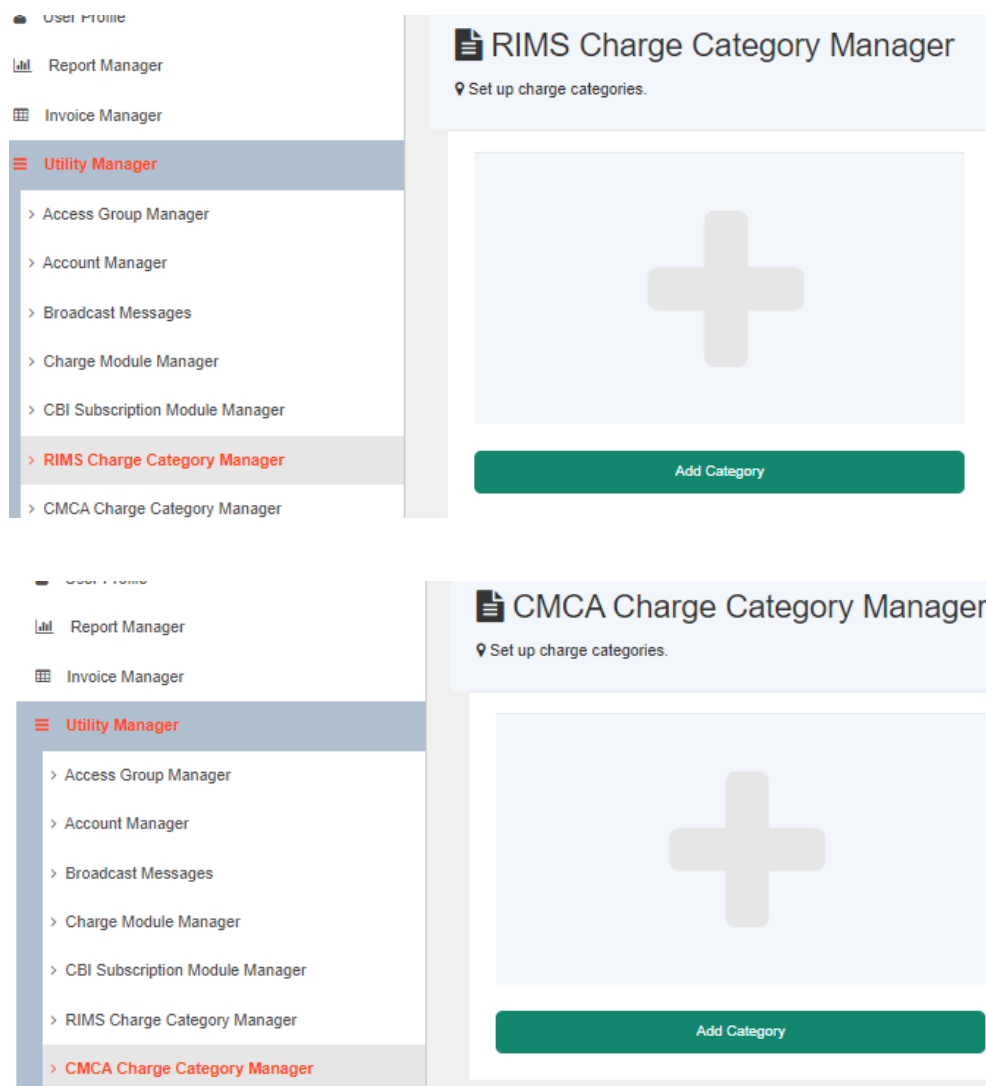 User Profile
Report Manager
Invoice Manager
Utility Manager
> Access Group Manager
> Account Manager
> Broadcast Messages
> Charge Module Manager
> CBI Subscription Module Manager
> RIMS Charge Category Manager
> CMCA Charge Category Manager
RIMS Charge Category Manager
Set up charge categories.
Add Category
User Profile
Report Manager
Invoice Manager
Utility Manager
> Access Group Manager
> Account Manager
> Broadcast Messages
> Charge Module Manager
> CBI Subscription Module Manager
> RIMS Charge Category Manager
> CMCA Charge Category Manager
CMCA Charge Category Manager
Set up charge categories.
Add Category